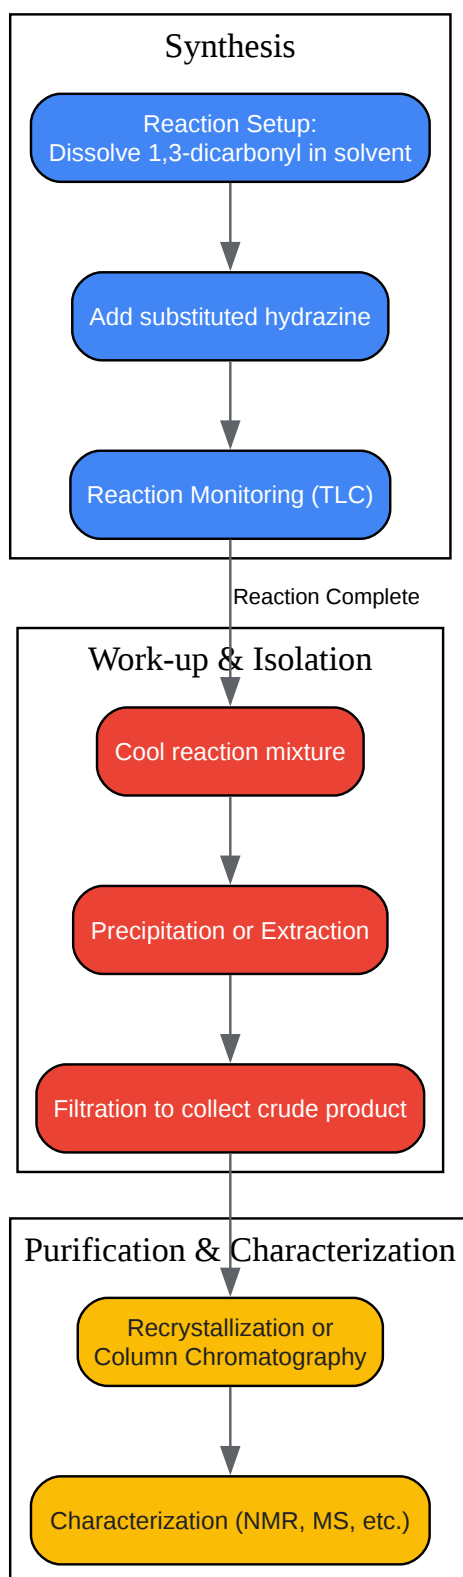 Synthesis
Reaction Setup:
Dissolve 1,3-dicarbonyl in solvent
Add substituted hydrazine
Reaction Monitoring (TLC)
Reaction Complete
Work-up & Isolation
Cool reaction mixture
Precipitation or Extraction
Filtration to collect crude product
Purification & Characterization
Recrystallization or
Column Chromatography
Characterization (NMR, MS, etc.)